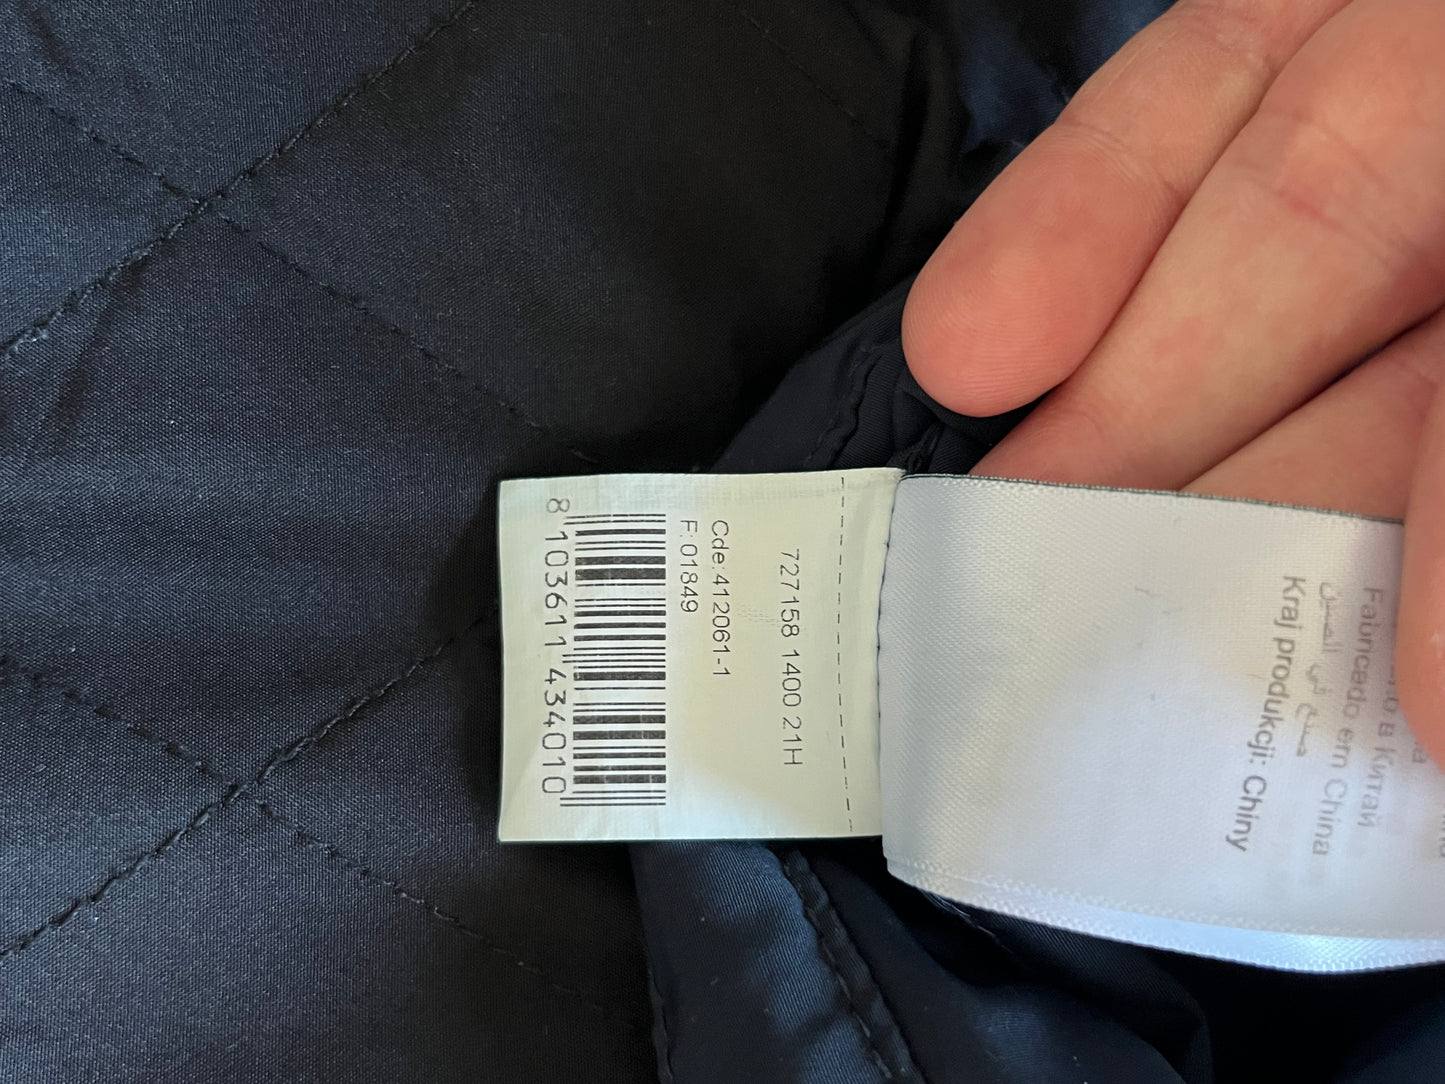 727158 1400 21H
Cde: 412061-1
F: 01849
8 103611 434010
в Китай
Fabricado em China
صنع في الصين
Kraj produkcji: Chiny